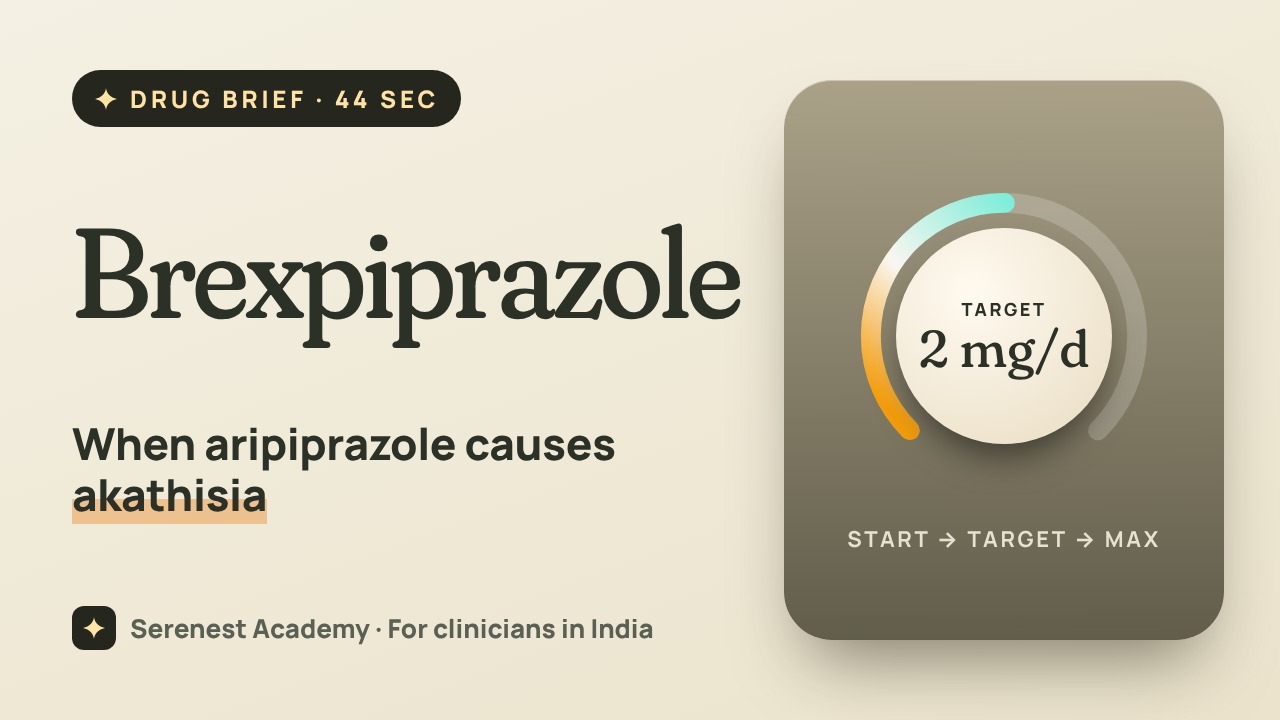 ✦ DRUG BRIEF · 44 SEC
Brexpiprazole
When aripiprazole causes
akathisia
✦ Serenest Academy · For clinicians in India
TARGET
2 mg/d
START → TARGET → MAX